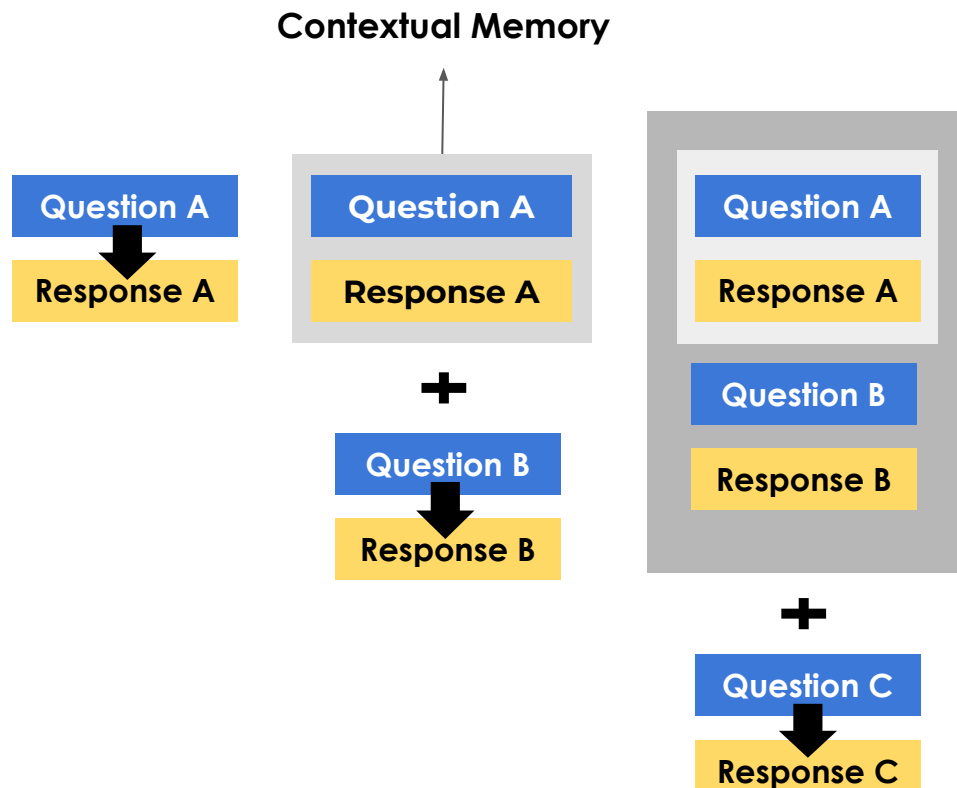 Contextual Memory
Question A
Response A
Question A
Response A
Question B
Response B
Question A
Response A
Question B
Response B
Question C
Response C